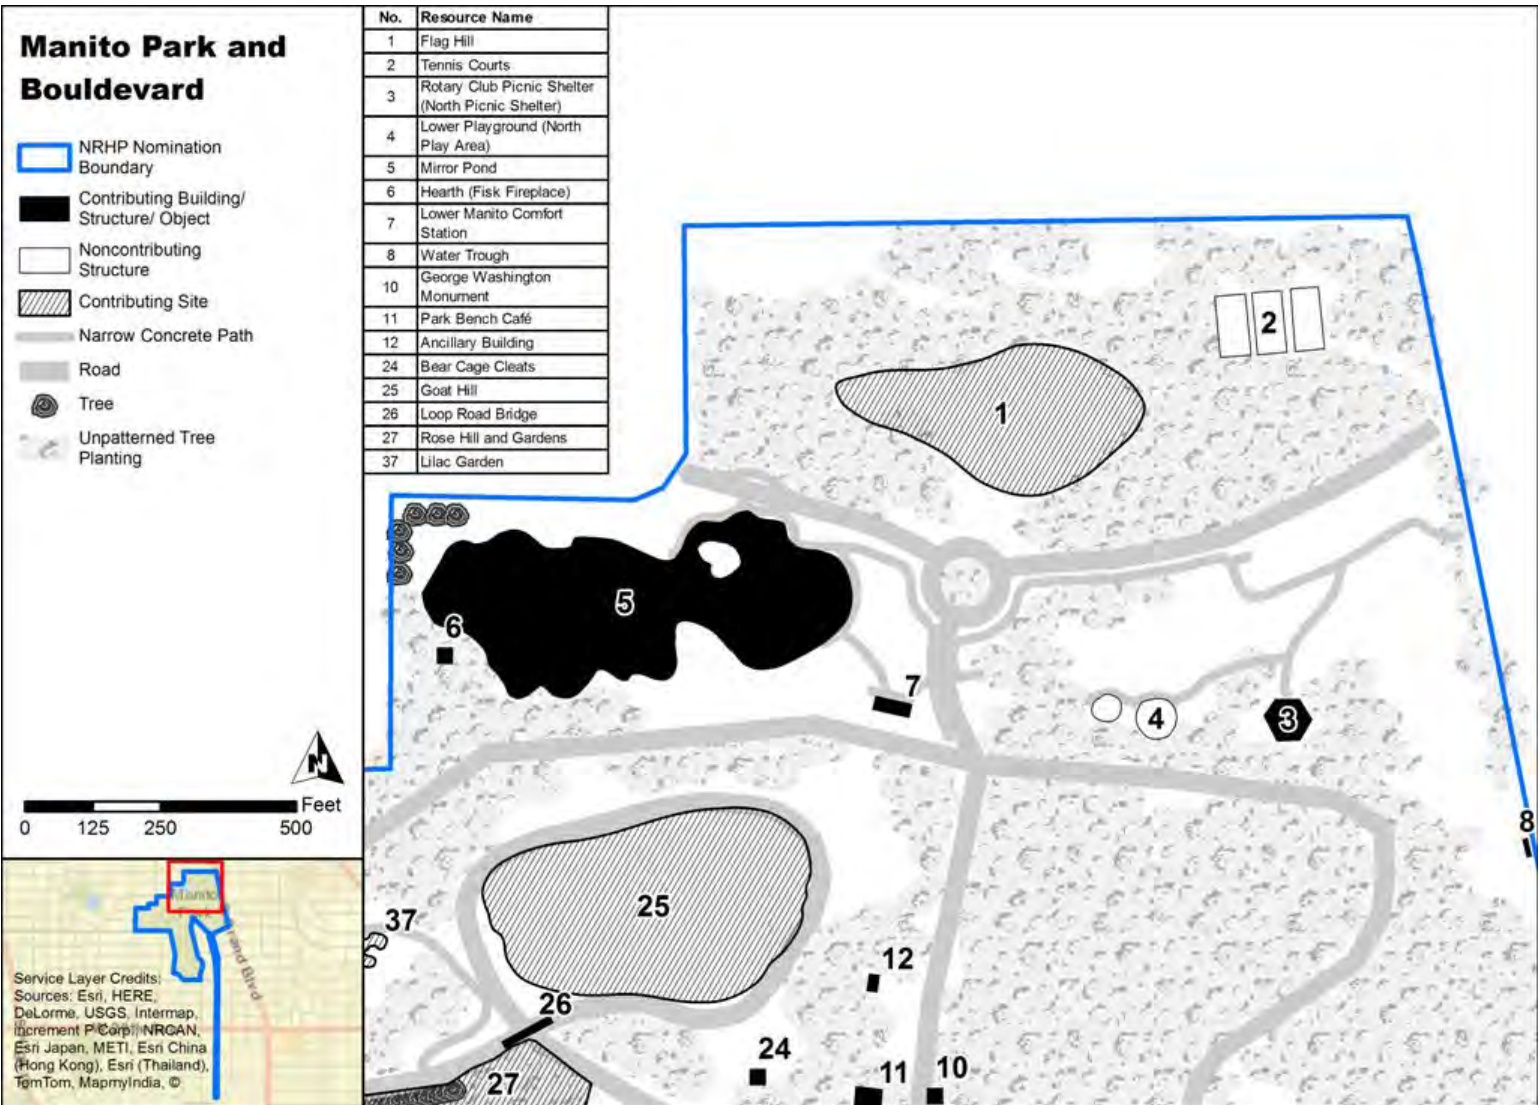 Manito Park and
Bouldevard
NRHP Nomination
Boundary
Contributing Building/
Structure/ Object
Noncontributing
Structure
Contributing Site
Narrow Concrete Path
Road
Tree
Unpatterned Tree
Planting
N
Feet
0 125 250 500
Manito
Grand Blvd
Service Layer Credits:
Sources: Esri, HERE,
DeLorme, USGS, Intermap,
increment P Corp., NRCAN,
Esri Japan, METI, Esri China
(Hong Kong), Esri (Thailand),
TomTom, MapmyIndia, ©
No. Resource Name
1 Flag Hill
2 Tennis Courts
3 Rotary Club Picnic Shelter
(North Picnic Shelter)
4 Lower Playground (North
Play Area)
5 Mirror Pond
6 Hearth (Fisk Fireplace)
7 Lower Manito Comfort
Station
8 Water Trough
10 George Washington
Monument
11 Park Bench Café
12 Ancillary Building
24 Bear Cage Cleats
25 Goat Hill
26 Loop Road Bridge
27 Rose Hill and Gardens
37 Lilac Garden
2
1
5
6
7
4
3
8
25
37
12
26
24
11
10
27